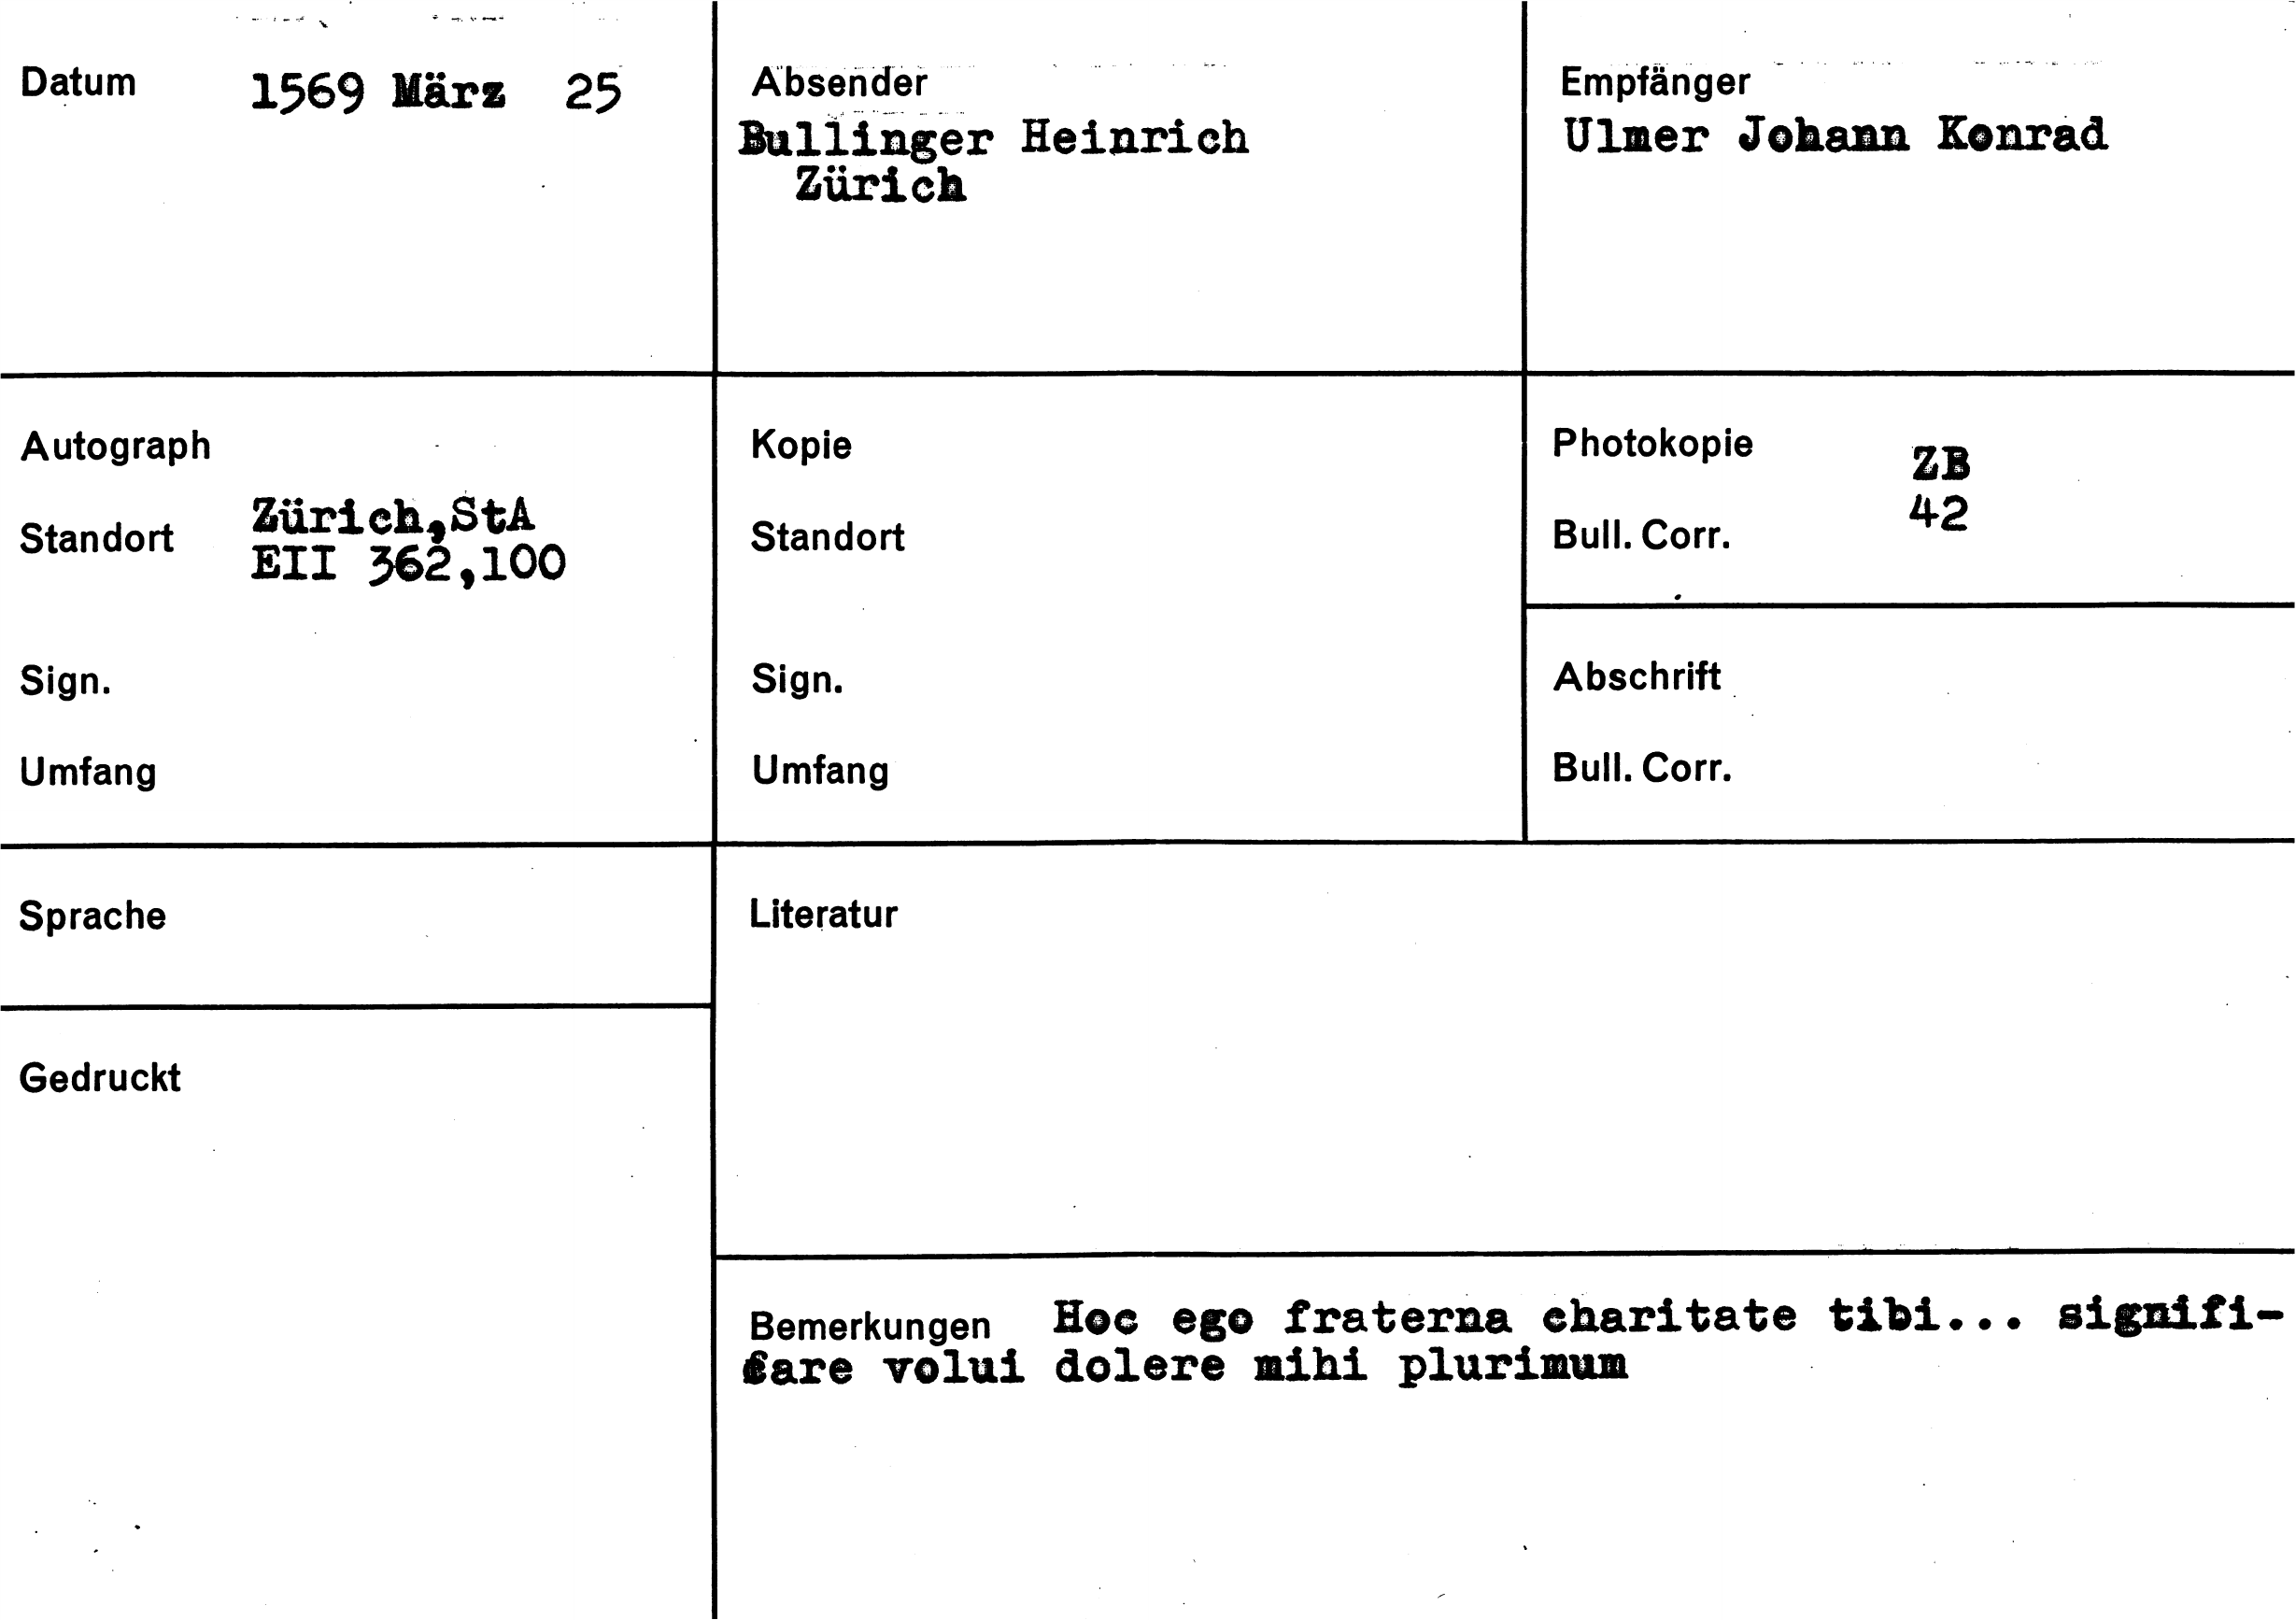 Datum 1569 März 25
Absender
Bullinger Heinrich
Zürich
Empfänger
Ulmer Johann Konrad
Autograph
Standort Zürich,StA
EII 362,100
Sign.
Umfang
Kopie
Standort
Sign.
Umfang
Photokopie ZB
Bull. Corr. 42
Abschrift
Bull. Corr.
Sprache
Gedruckt
Literatur
Bemerkungen Hoc ego fraterna charitate tibi... signifi-
care volui dolere mihi plurimum